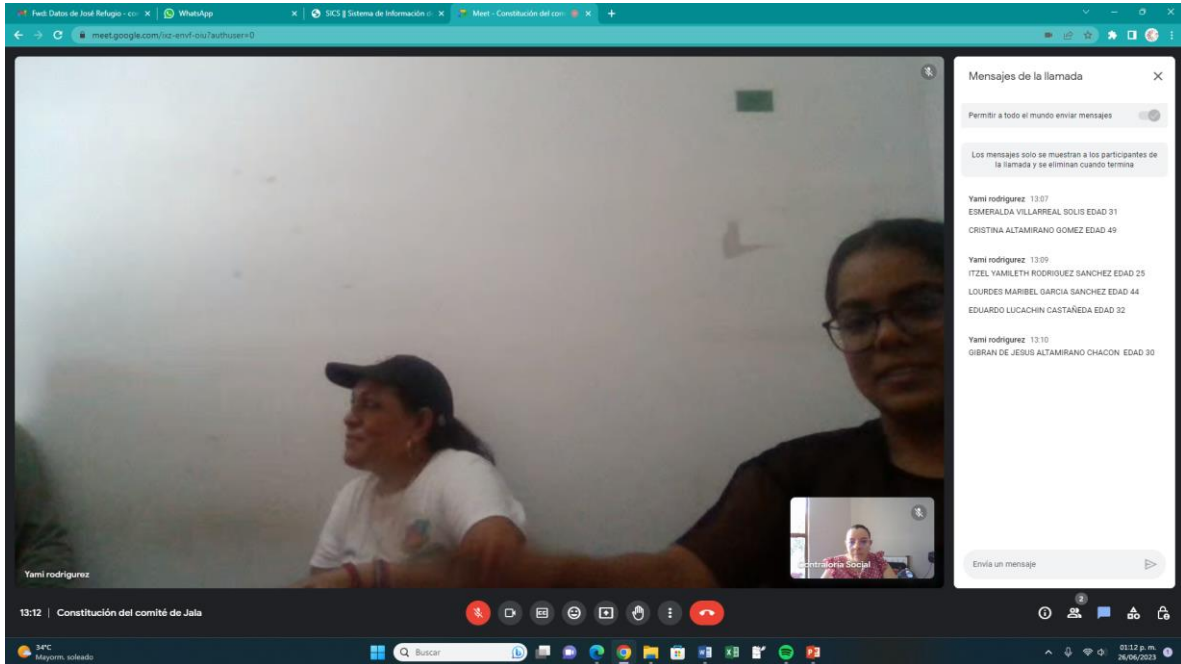 Fwd: Datos de José Refugio - co
WhatsApp
SICS || Sistema de Información d
Meet - Constitución del com
meet.google.com/ixz-envf-oiu?authuser=0
Mensajes de la llamada
Permitir a todo el mundo enviar mensajes
Los mensajes solo se muestran a los participantes de
la llamada y se eliminan cuando termina
Yami rodrigurez 13:07
ESMERALDA VILLARREAL SOLIS EDAD 31
CRISTINA ALTAMIRANO GOMEZ EDAD 49
Yami rodrigurez 13:09
ITZEL YAMILETH RODRIGUEZ SANCHEZ EDAD 25
LOURDES MARIBEL GARCIA SANCHEZ EDAD 44
EDUARDO LUCACHIN CASTAÑEDA EDAD 32
Yami rodrigurez 13:10
GIBRAN DE JESUS ALTAMIRANO CHACON EDAD 30
Contraloría Social
Yami rodrigurez
Envía un mensaje
13:12 | Constitución del comité de Jala
2
34°C
Mayorm. soleado
Buscar
01:12 p. m.
26/06/2023